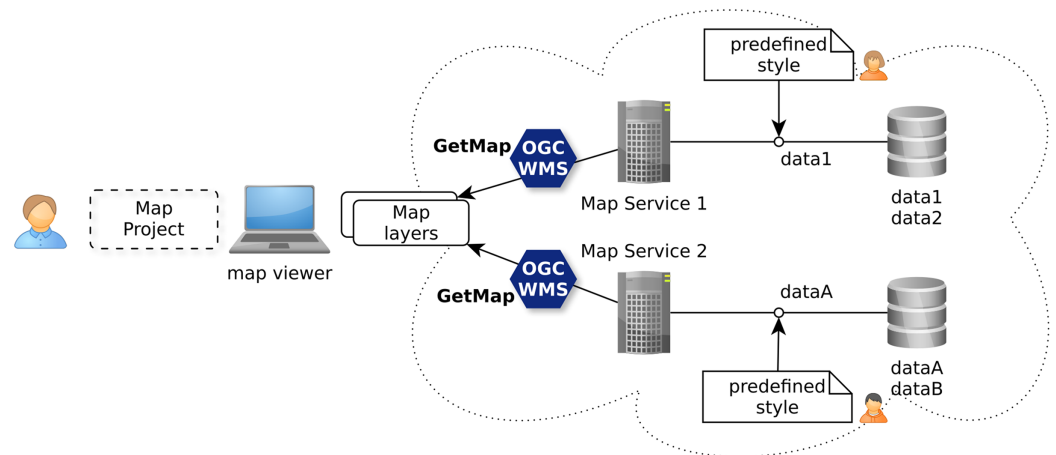 predefined
style
GetMap
OGC
WMS
data1
Map Service 1
data1
data2
Map
Project
Map
layers
map viewer
Map Service 2
OGC
WMS
GetMap
dataA
dataA
dataB
predefined
style